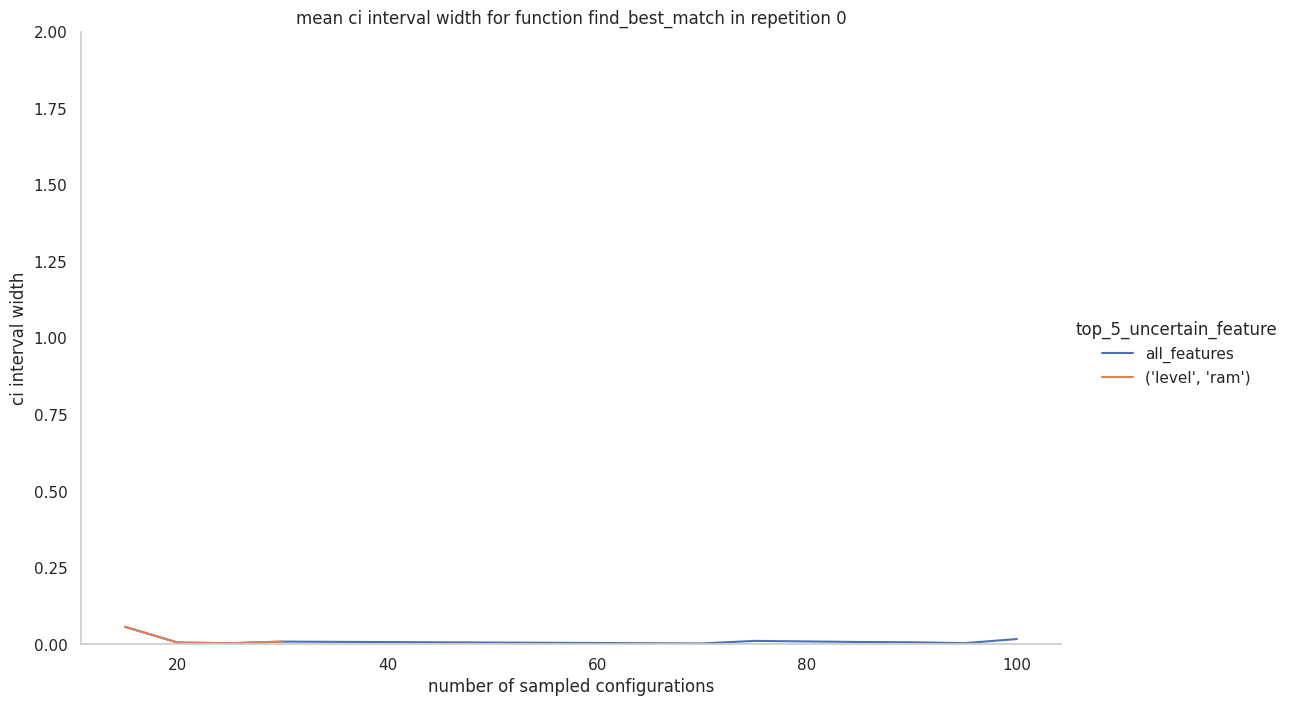 mean ci interval width for function find_best_match in repetition 0
2.00
1.75
1.50
1.25
1.00
0.75
0.50
0.25
0.00
ci interval width
20
40
60
80
100
number of sampled configurations
top_5_uncertain_feature
all_features
('level', 'ram')